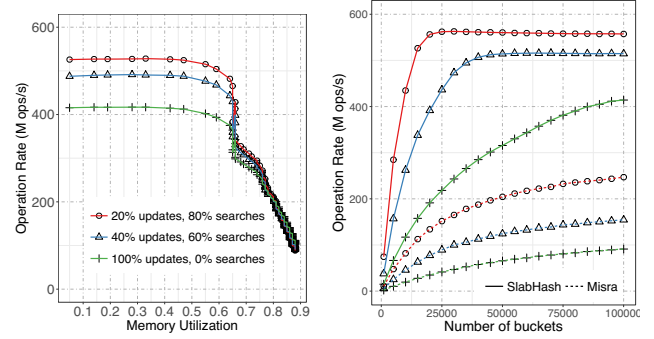 600
400
200
0
Operation Rate (M ops/s)
20% updates, 80% searches
40% updates, 60% searches
100% updates, 0% searches
0.1 0.2 0.3 0.4 0.5 0.6 0.7 0.8 0.9
Memory Utilization
600
400
200
0
Operation Rate (M ops/s)
SlabHash Misra
0 25000 50000 75000 100000
Number of buckets